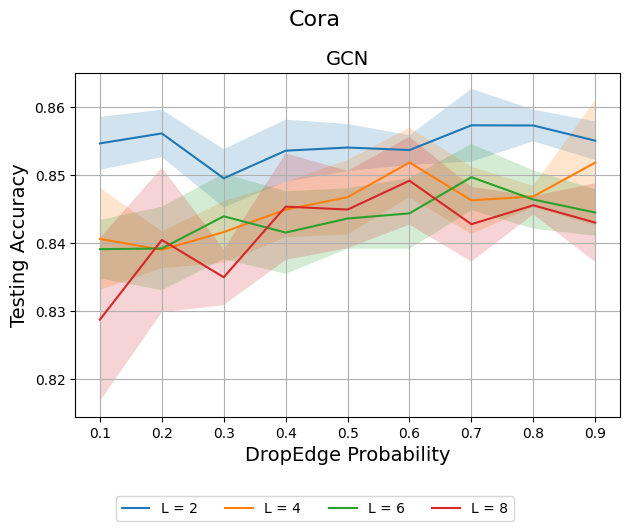 Cora
GCN
Testing Accuracy
0.86
0.85
0.84
0.83
0.82
0.1 0.2 0.3 0.4 0.5 0.6 0.7 0.8 0.9
DropEdge Probability
L = 2 L = 4 L = 6 L = 8